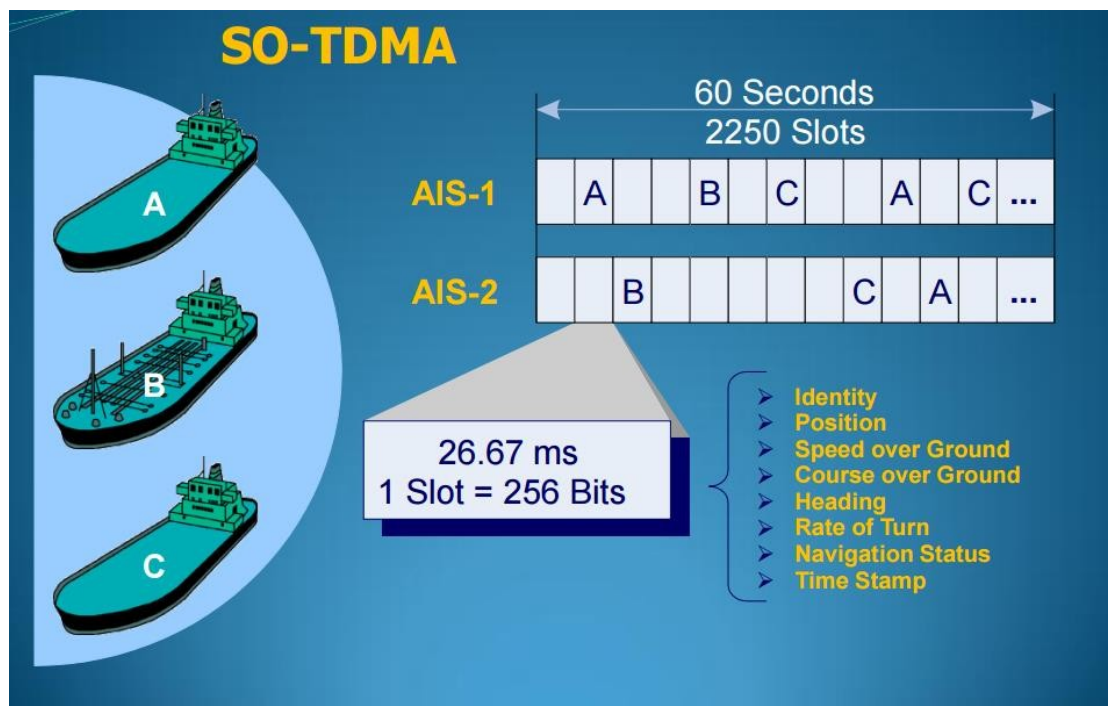 SO-TDMA
A
B
C
60 Seconds
2250 Slots
AIS-1 A B C A C ...
AIS-2 B C A ...
26.67 ms
1 Slot = 256 Bits
Identity
Position
Speed over Ground
Course over Ground
Heading
Rate of Turn
Navigation Status
Time Stamp